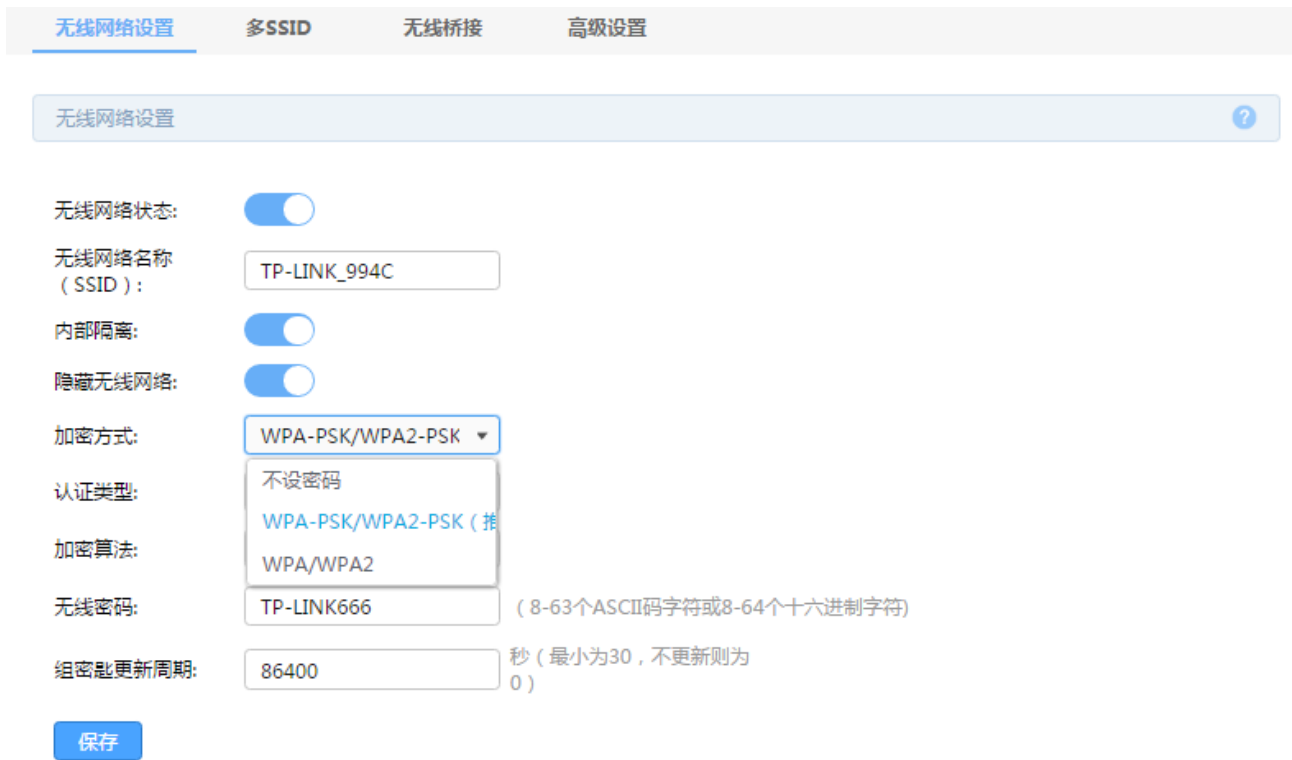 无线网络设置 多SSID 无线桥接 高级设置
无线网络设置 ?
无线网络状态:
无线网络名称
（SSID）: TP-LINK_994C
内部隔离:
隐藏无线网络:
加密方式: WPA-PSK/WPA2-PSK
不设密码
认证类型:
WPA-PSK/WPA2-PSK（推
加密算法:
WPA/WPA2
无线密码: TP-LINK666 （8-63个ASCII码字符或8-64个十六进制字符)
组密匙更新周期: 86400 秒（最小为30，不更新则为
0）
保存